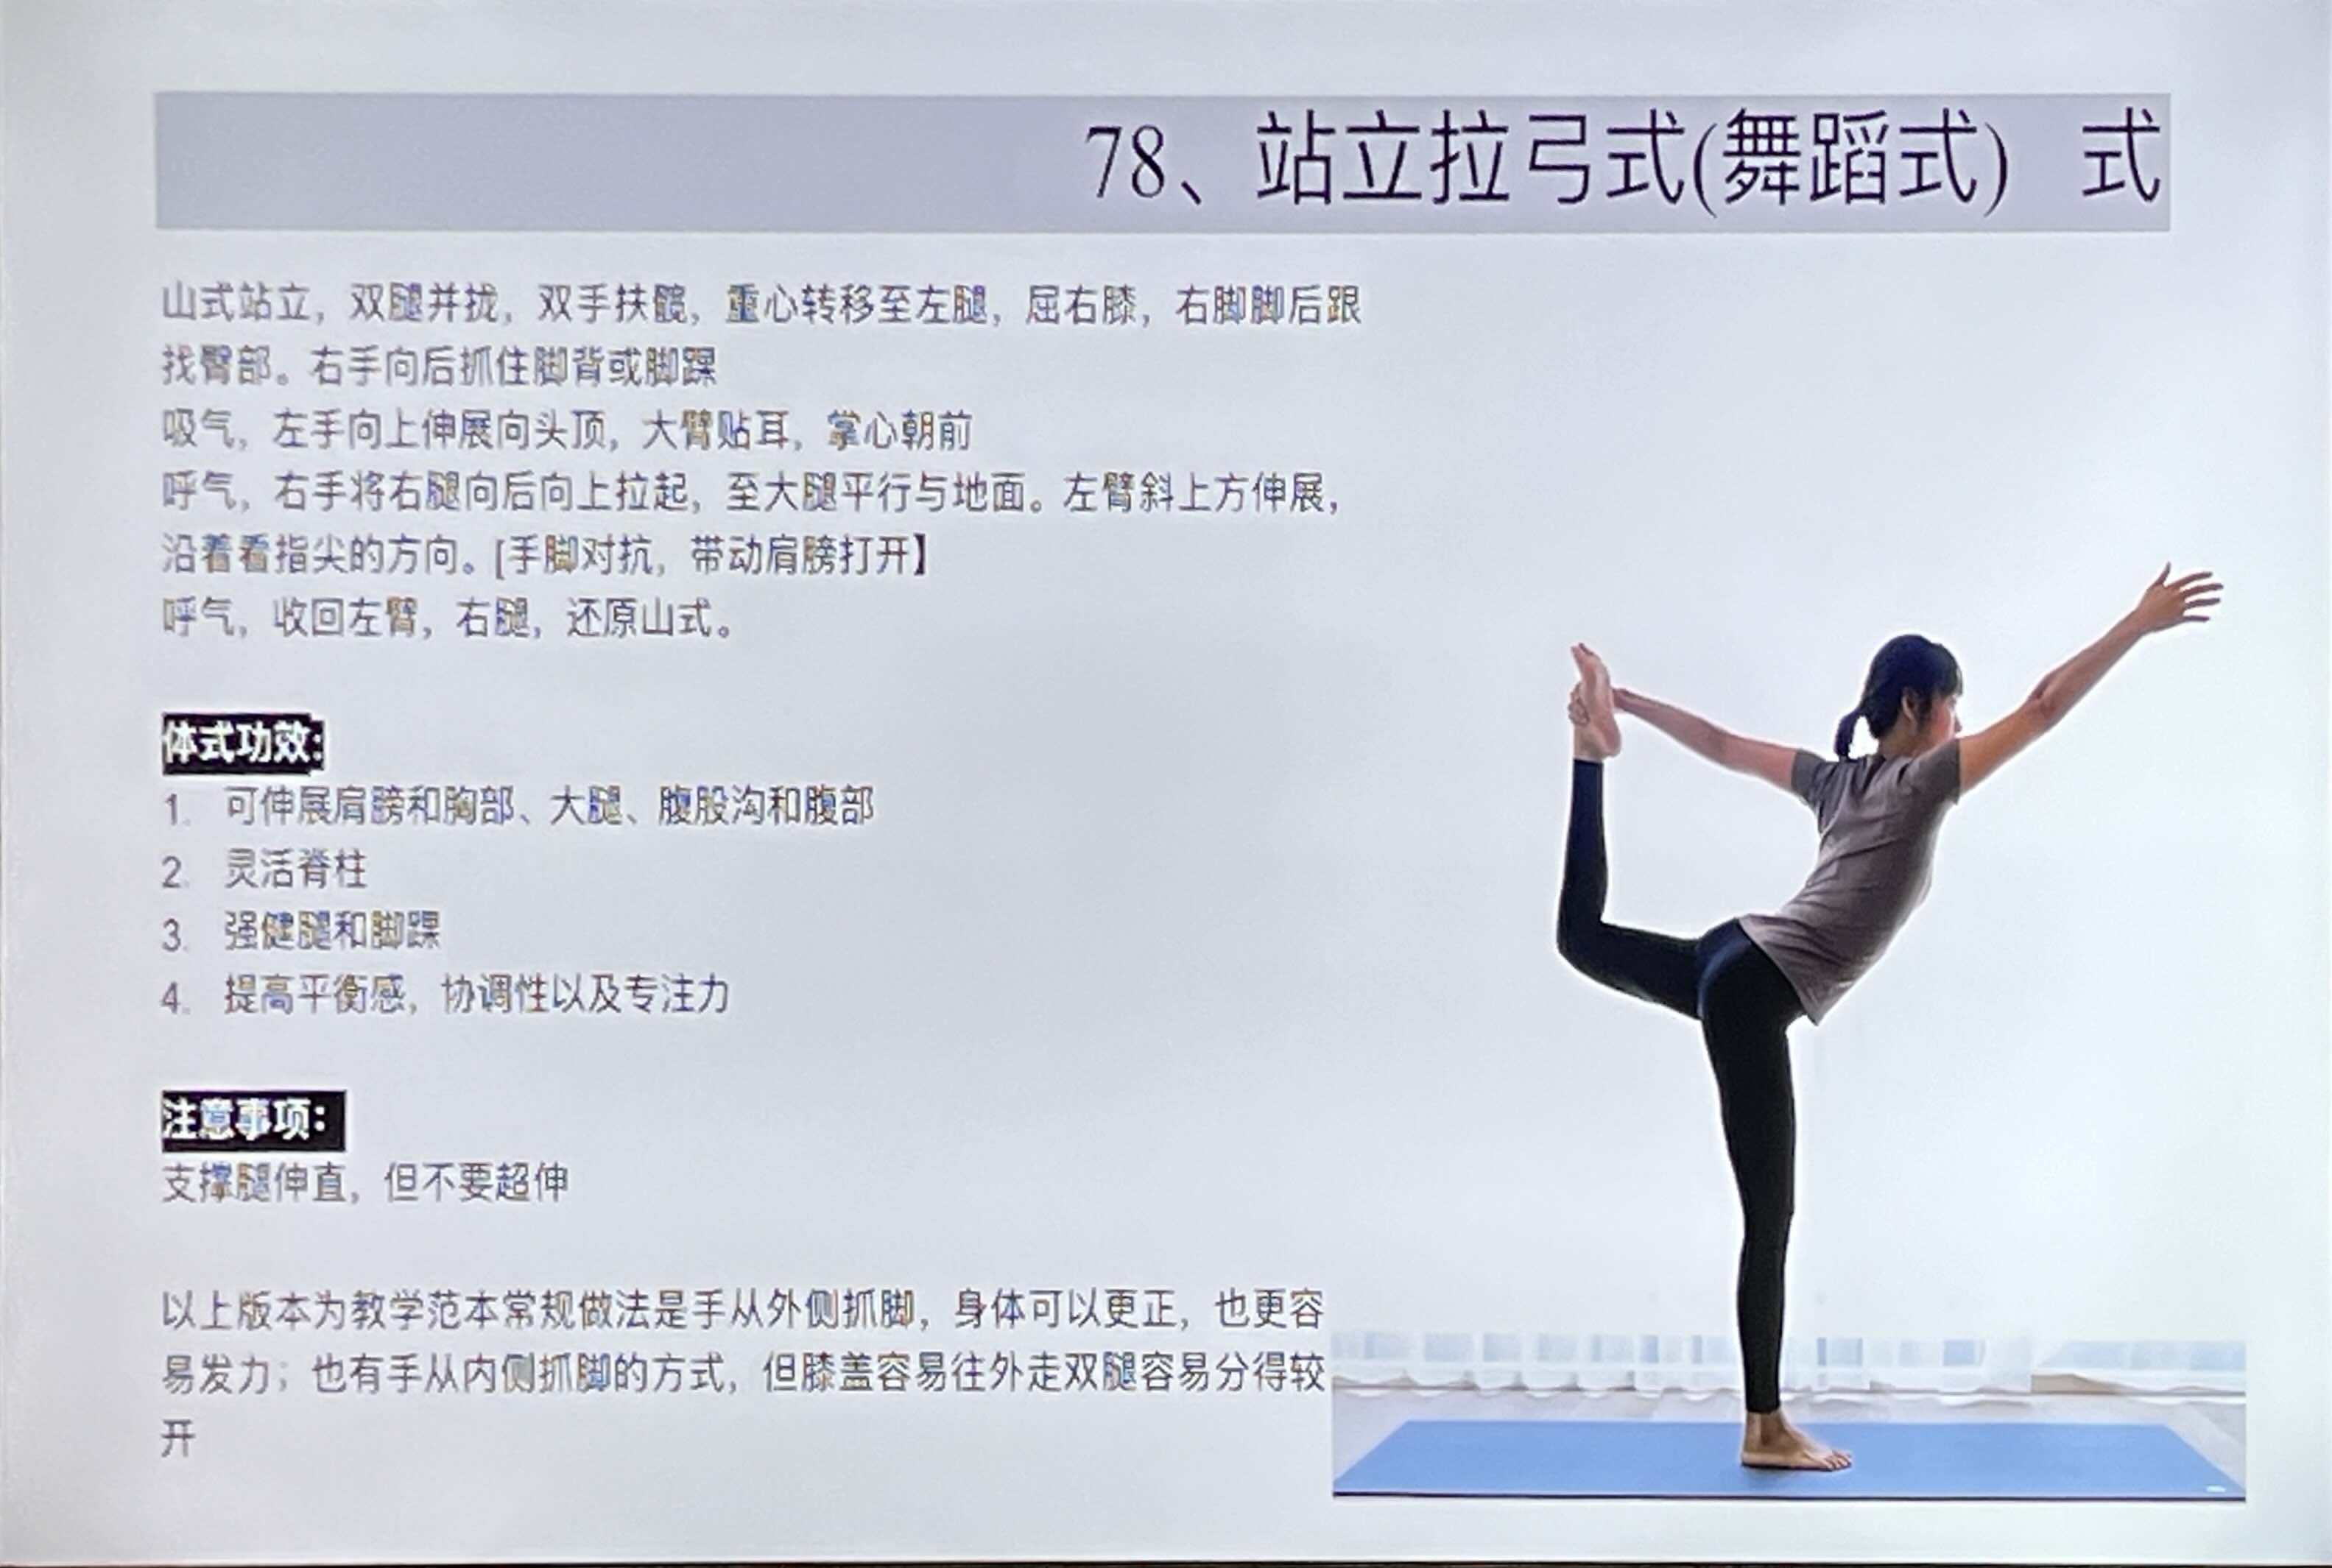 78、站立拉弓式(舞蹈式) 式
山式站立，双腿并拢，双手扶髋，重心转移至左腿，屈右膝，右脚脚后跟
找臀部。右手向后抓住脚背或脚踝
吸气，左手向上伸展向头顶，大臂贴耳，掌心朝前
呼气，右手将右腿向后向上拉起，至大腿平行与地面。左臂斜上方伸展，
沿着看指尖的方向。[手脚对抗，带动肩膀打开】
呼气，收回左臂，右腿，还原山式。
体式功效:
1. 可伸展肩膀和胸部、大腿、腹股沟和腹部
2. 灵活脊柱
3. 强健腿和脚踝
4. 提高平衡感，协调性以及专注力
注意事项：
支撑腿伸直，但不要超伸
以上版本为教学范本常规做法是手从外侧抓脚，身体可以更正，也更容
易发力；也有手从内侧抓脚的方式，但膝盖容易往外走双腿容易分得较
开